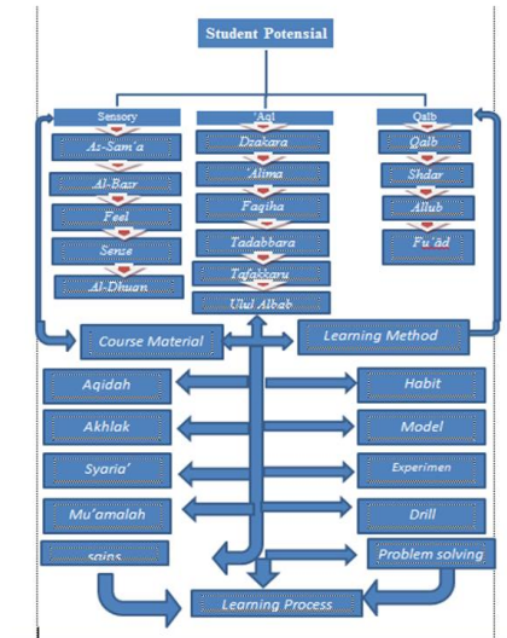 Student Potensial
Sensory
'Aql
Qalb
As-Sam'a
Al-Basr
Feel
Sense
Al-Dhuan
Dzakara
'Alima
Faqiha
Tadabbara
Tafakkaru
Ulul Albab
Qalb
Shdar
Allub
Fu'ād
Course Material
Learning Method
Aqidah
Akhlak
Syaria'
Mu'amalah
sains
Habit
Model
Experimen
Drill
Problem solving
Learning Process